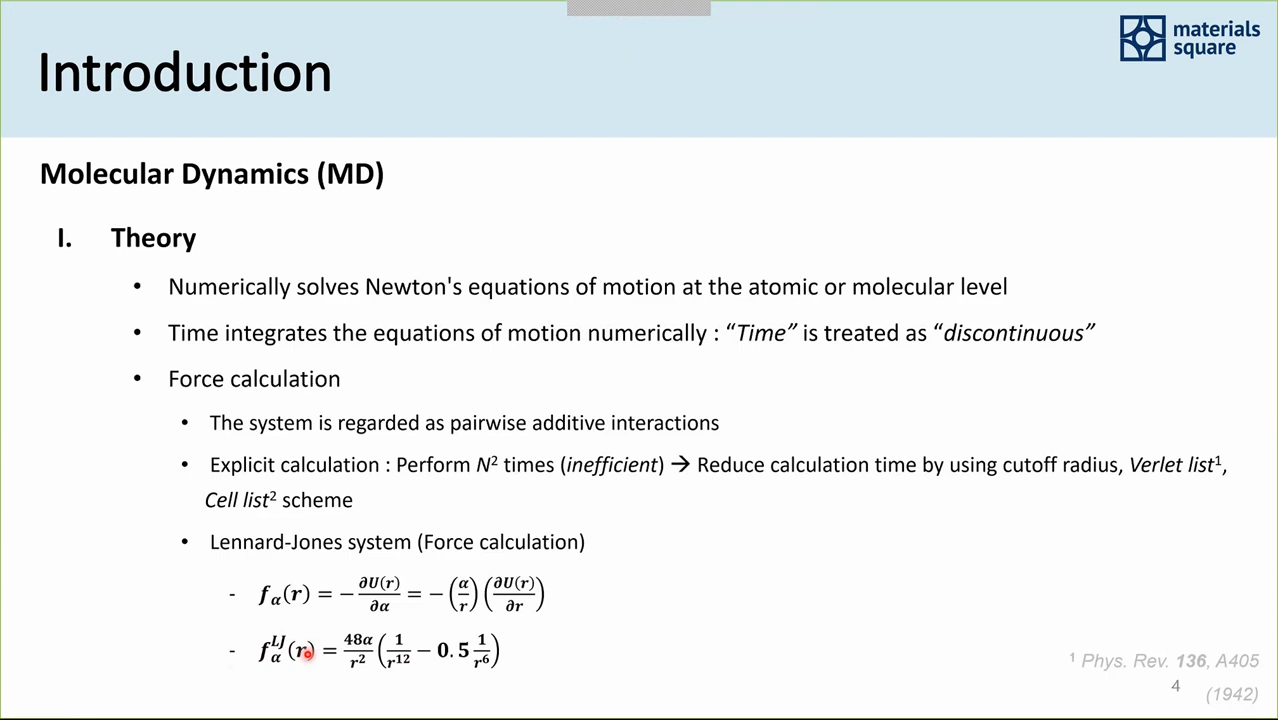 materials
square
Introduction
Molecular Dynamics (MD)
I. Theory
• Numerically solves Newton's equations of motion at the atomic or molecular level
• Time integrates the equations of motion numerically : “Time” is treated as “discontinuous”
• Force calculation
• The system is regarded as pairwise additive interactions
• Explicit calculation : Perform N² times (inefficient) → Reduce calculation time by using cutoff radius, Verlet list¹,
Cell list² scheme
• Lennard-Jones system (Force calculation)
- f_α(r) = −∂U(r)/∂α = −(α/r)(∂U(r)/∂r)
- f_α^LJ(r) = 48α/r² (1/r¹² − 0.5 1/r⁶)
¹ Phys. Rev. 136, A405
4
(1942)